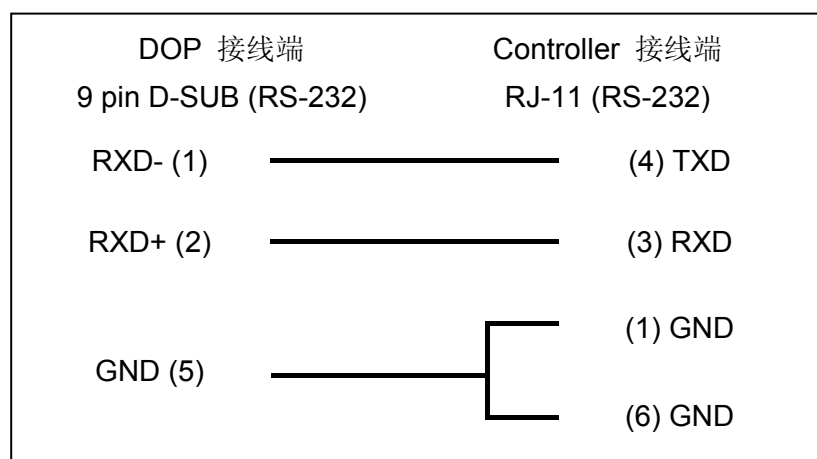 DOP 接线端 Controller 接线端
9 pin D-SUB (RS-232) RJ-11 (RS-232)
RXD- (1) (4) TXD
RXD+ (2) (3) RXD
(1) GND
GND (5)
(6) GND